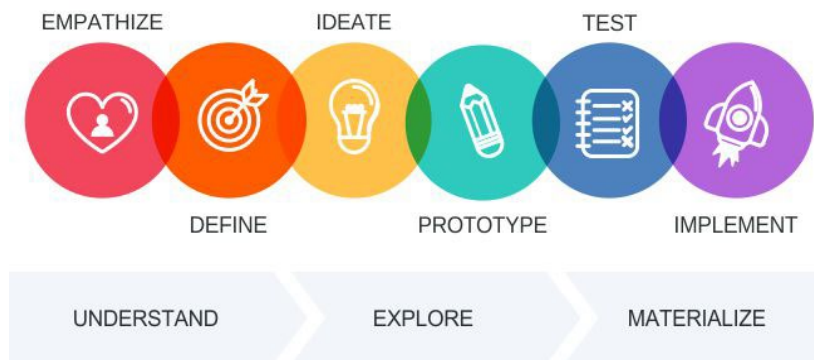 EMPATHIZE
IDEATE
TEST
DEFINE
PROTOTYPE
IMPLEMENT
UNDERSTAND
EXPLORE
MATERIALIZE